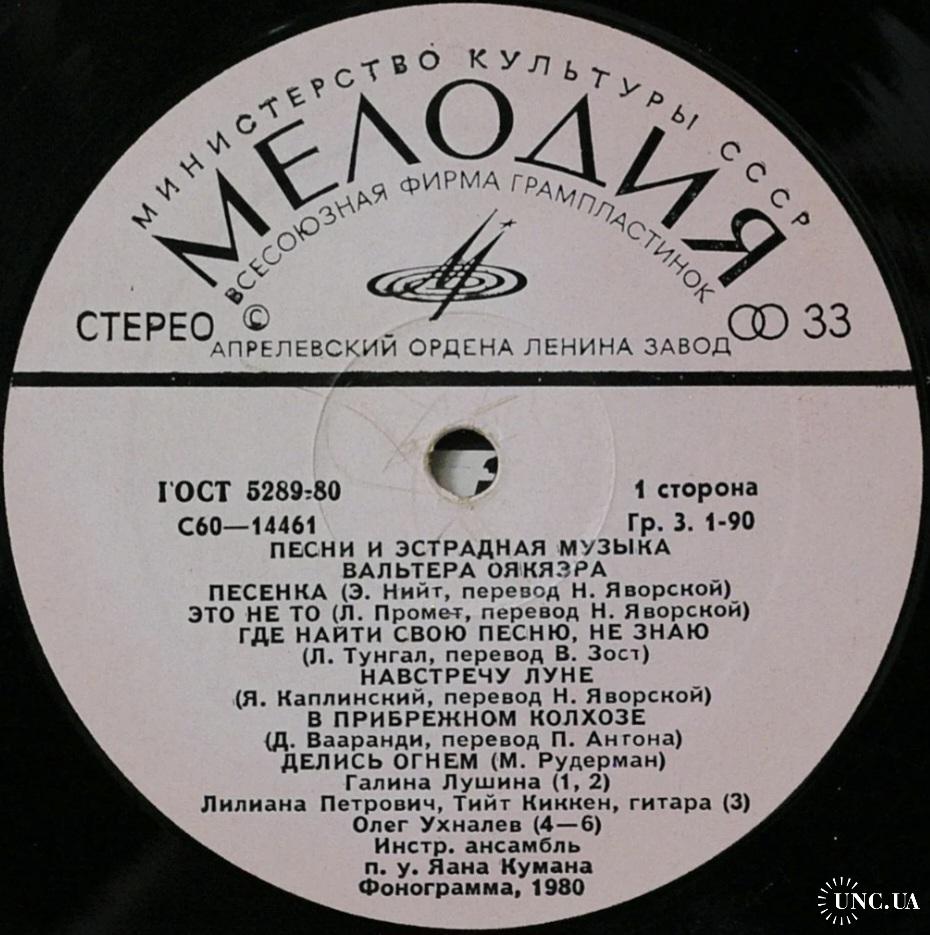 МИНИСТЕРСТВО КУЛЬТУРЫ СССР
МЕЛОДИЯ
ВСЕСОЮЗНАЯ ФИРМА ГРАМПЛАСТИНОК
СТЕРЕО © 33
АПРЕЛЕВСКИЙ ОРДЕНА ЛЕНИНА ЗАВОД
ГОСТ 5289-80 1 сторона
С60—14461 Гр. 3. 1-90
ПЕСНИ И ЭСТРАДНАЯ МУЗЫКА
ВАЛЬТЕРА ОЯКЯЭРА
ПЕСЕНКА (Э. Нийт, перевод Н. Яворской)
ЭТО НЕ ТО (Л. Промет, перевод Н. Яворской)
ГДЕ НАЙТИ СВОЮ ПЕСНЮ, НЕ ЗНАЮ
(Л. Тунгал, перевод В. Зост)
НАВСТРЕЧУ ЛУНЕ
(Я. Каплинский, перевод Н. Яворской)
В ПРИБРЕЖНОМ КОЛХОЗЕ
(Д. Вааранди, перевод П. Антона)
ДЕЛИСЬ ОГНЕМ (М. Рудерман)
Галина Лушина (1, 2)
Лилиана Петрович, Тийт Киккен, гитара (3)
Олег Ухналев (4—6)
Инстр. ансамбль
п. у. Яана Кумана
Фонограмма, 1980
UNC.UA